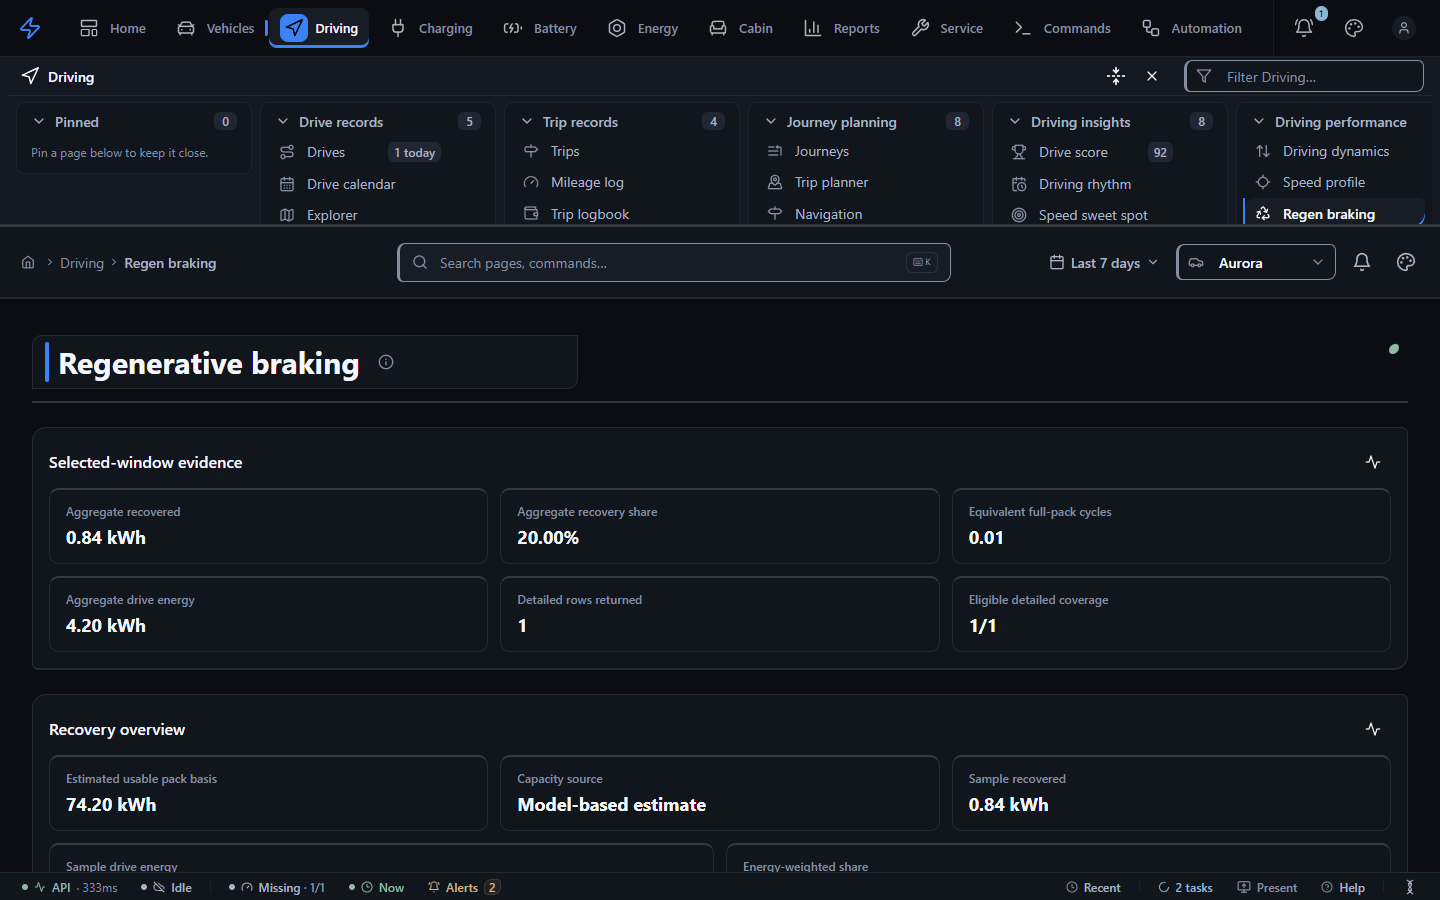 Home
Vehicles
Driving
Charging
Battery
Energy
Cabin
Reports
Service
Commands
Automation
1
Driving
Filter Driving...
Pinned 0
Pin a page below to keep it close.
Drive records 5
Drives 1 today
Drive calendar
Explorer
Trip records 4
Trips
Mileage log
Trip logbook
Journey planning 8
Journeys
Trip planner
Navigation
Driving insights 8
Drive score 92
Driving rhythm
Speed sweet spot
Driving performance
Driving dynamics
Speed profile
Regen braking
Driving
Regen braking
Search pages, commands...
K
Last 7 days
Aurora
Regenerative braking
Selected-window evidence
Aggregate recovered
0.84 kWh
Aggregate recovery share
20.00%
Equivalent full-pack cycles
0.01
Aggregate drive energy
4.20 kWh
Detailed rows returned
1
Eligible detailed coverage
1/1
Recovery overview
Estimated usable pack basis
74.20 kWh
Capacity source
Model-based estimate
Sample recovered
0.84 kWh
Sample drive energy
Energy-weighted share
API · 333ms
Idle
Missing · 1/1
Now
Alerts 2
Recent
2 tasks
Present
Help